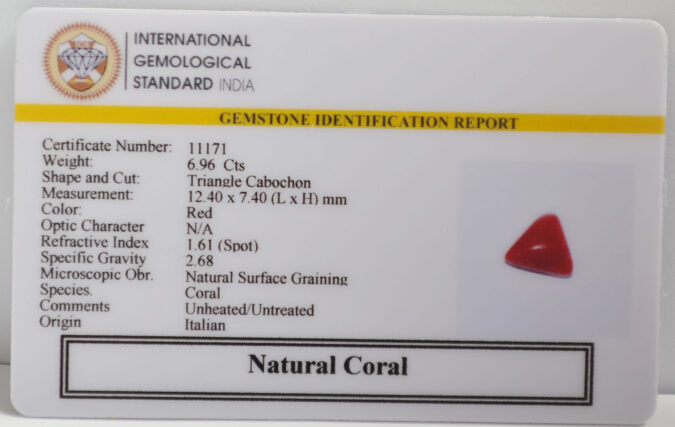 INTERNATIONAL
GEMOLOGICAL
STANDARD INDIA
GEMSTONE IDENTIFICATION REPORT
Certificate Number: 11171
Weight: 6.96 Cts
Shape and Cut: Triangle Cabochon
Measurement: 12.40 x 7.40 (L x H) mm
Color: Red
Optic Character N/A
Refractive Index 1.61 (Spot)
Specific Gravity 2.68
Microscopic Obr. Natural Surface Graining
Species. Coral
Comments Unheated/Untreated
Origin Italian
Natural Coral